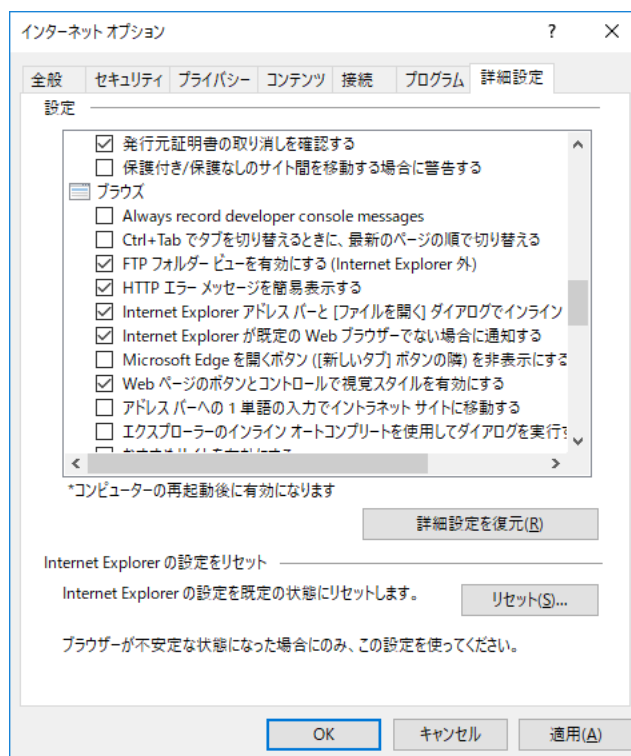 インターネット オプション
全般 セキュリティ プライバシー コンテンツ 接続 プログラム 詳細設定
設定
発行元証明書の取り消しを確認する
保護付き/保護なしのサイト間を移動する場合に警告する
ブラウズ
Always record developer console messages
Ctrl+Tab でタブを切り替えるときに、最新のページの順で切り替える
FTP フォルダー ビューを有効にする (Internet Explorer 外)
HTTP エラー メッセージを簡易表示する
Internet Explorer アドレス バーと [ファイルを開く] ダイアログでインライン
Internet Explorer が既定の Web ブラウザーでない場合に通知する
Microsoft Edge を開くボタン ([新しいタブ] ボタンの隣) を非表示にする
Web ページのボタンとコントロールで視覚スタイルを有効にする
アドレス バーへの 1 単語の入力でイントラネット サイトに移動する
エクスプローラーのインライン オートコンプリートを使用してダイアログを実行す
*コンピューターの再起動後に有効になります
詳細設定を復元(R)
Internet Explorer の設定をリセット
Internet Explorer の設定を既定の状態にリセットします。
リセット(S)...
ブラウザーが不安定な状態になった場合にのみ、この設定を使ってください。
OK キャンセル 適用(A)